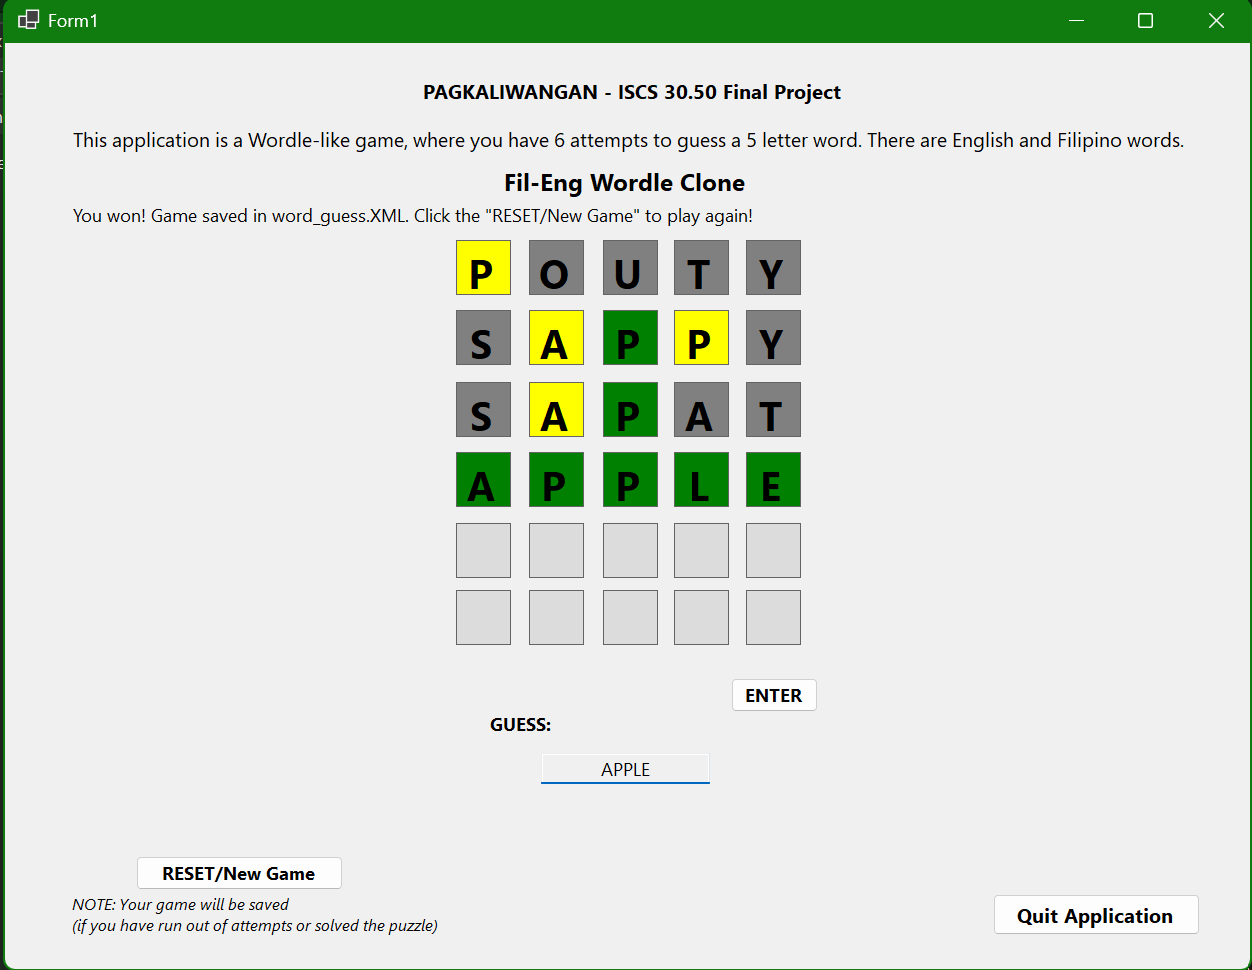 Form1
PAGKALIWANGAN - ISCS 30.50 Final Project
This application is a Wordle-like game, where you have 6 attempts to guess a 5 letter word. There are English and Filipino words.
Fil-Eng Wordle Clone
You won! Game saved in word_guess.XML. Click the "RESET/New Game" to play again!
P O U T Y
S A P P Y
S A P A T
A P P L E
ENTER
GUESS:
APPLE
RESET/New Game
NOTE: Your game will be saved
(if you have run out of attempts or solved the puzzle)
Quit Application